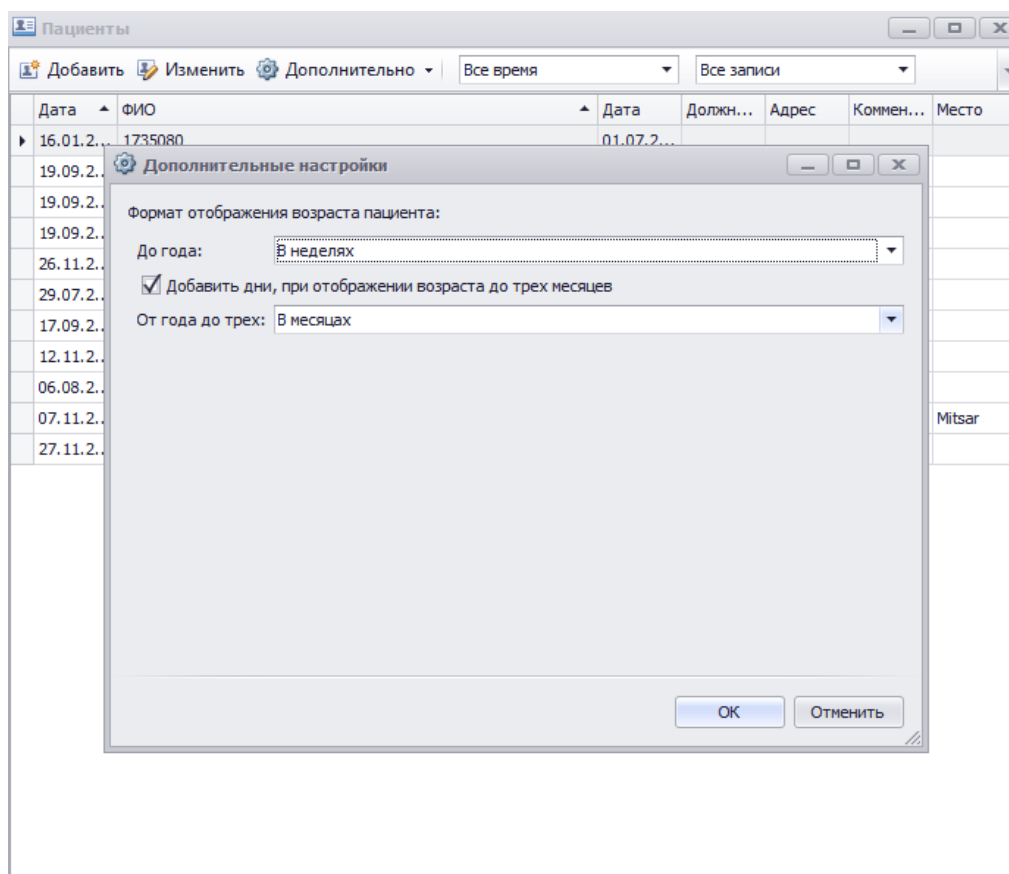 Пациенты
Добавить Изменить Дополнительно Все время Все записи
Дата ФИО Дата Должн... Адрес Коммен... Место
16.01.2... 1735080 01.07.2...
19.09.2..
19.09.2..
19.09.2..
26.11.2..
29.07.2..
17.09.2..
12.11.2..
06.08.2..
07.11.2.. Mitsar
27.11.2..
Дополнительные настройки
Формат отображения возраста пациента:
До года: В неделях
Добавить дни, при отображении возраста до трех месяцев
От года до трех: В месяцах
OK Отменить